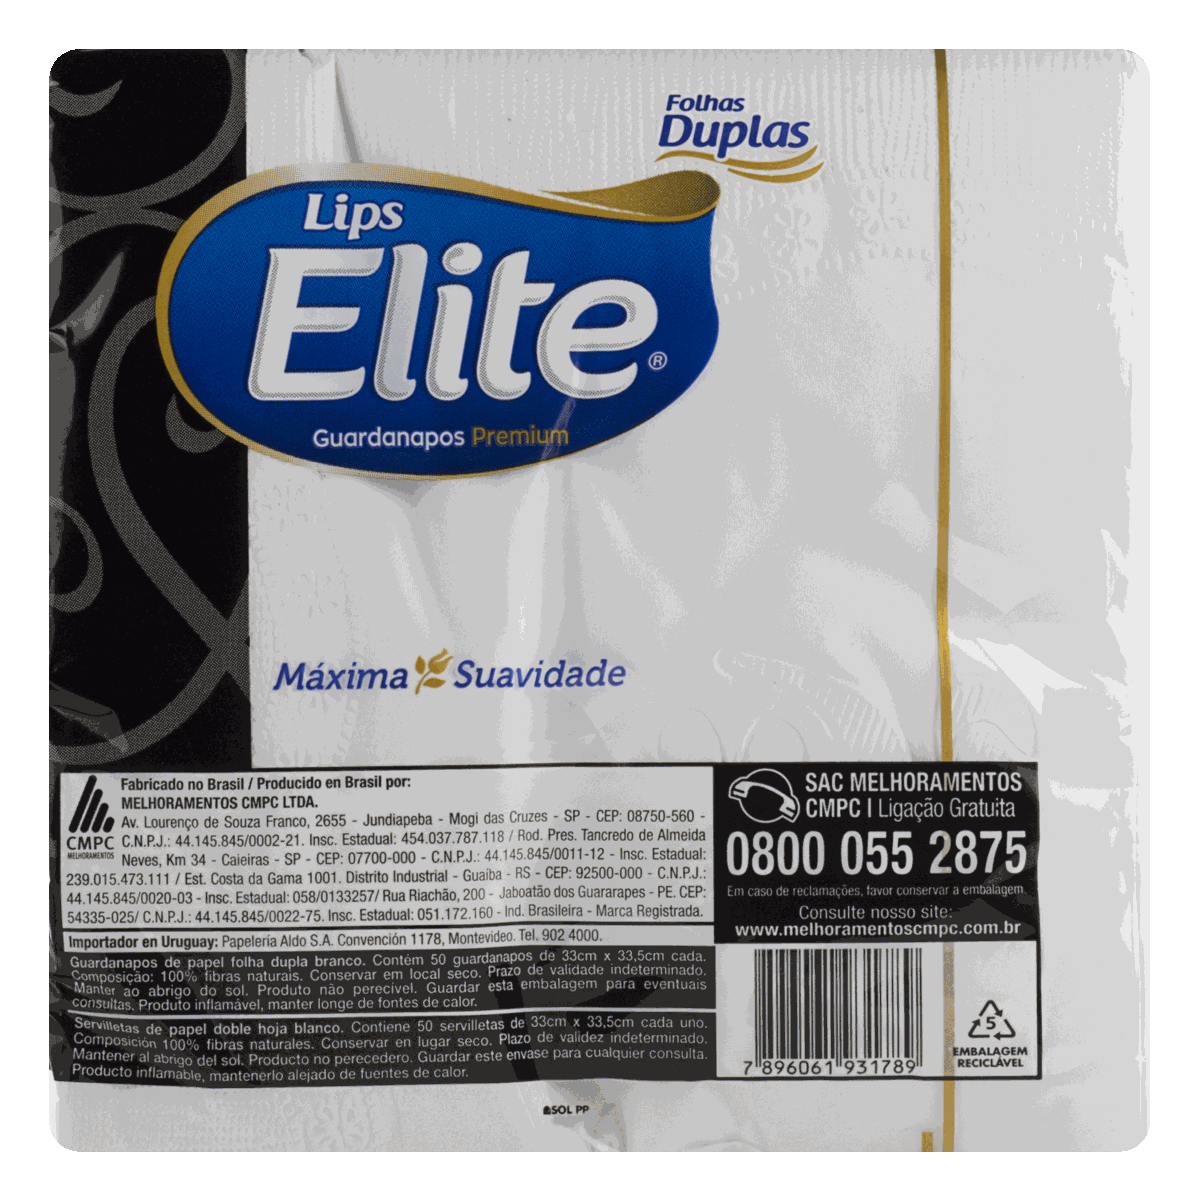 Folhas
Duplas
Lips
Elite®
Guardanapos Premium
Máxima Suavidade
CMPC
MELHORAMENTOS
Fabricado no Brasil / Producido en Brasil por:
MELHORAMENTOS CMPC LTDA.
Av. Lourenço de Souza Franco, 2655 - Jundiapeba - Mogi das Cruzes - SP - CEP: 08750-560 -
C.N.P.J.: 44.145.845/0002-21. Insc. Estadual: 454.037.787.118 / Rod. Pres. Tancredo de Almeida
Neves, Km 34 - Caieiras - SP - CEP: 07700-000 - C.N.P.J.: 44.145.845/0011-12 - Insc. Estadual:
239.015.473.111 / Est. Costa da Gama 1001. Distrito Industrial - Guaíba - RS - CEP: 92500-000 - C.N.P.J.:
44.145.845/0020-03 - Insc. Estadual: 058/0133257/ Rua Riachão, 200 - Jaboatão dos Guararapes - PE. CEP:
54335-025/ C.N.P.J.: 44.145.845/0022-75. Insc. Estadual: 051.172.160 - Ind. Brasileira - Marca Registrada.
Importador en Uruguay: Papelería Aldo S.A. Convención 1178, Montevideo. Tel. 902 4000.
Guardanapos de papel folha dupla branco. Contém 50 guardanapos de 33cm x 33,5cm cada.
Composição: 100% fibras naturais. Conservar em local seco. Prazo de validade indeterminado.
Manter ao abrigo do sol. Produto não perecível. Guardar esta embalagem para eventuais
consultas. Produto inflamável, manter longe de fontes de calor.
Servilletas de papel doble hoja blanco. Contiene 50 servilletas de 33cm x 33,5cm cada uno.
Composición 100% fibras naturales. Conservar en lugar seco. Plazo de validez indeterminado.
Mantener al abrigo del sol. Producto no perecedero. Guardar este envase para cualquier consulta.
Producto inflamable, mantenerlo alejado de fuentes de calor.
SAC MELHORAMENTOS
CMPC | Ligação Gratuita
0800 055 2875
Em caso de reclamações, favor conservar a embalagem.
Consulte nosso site:
www.melhoramentoscmpc.com.br
7 896061 931789
5
EMBALAGEM
RECICLÁVEL
SOL PP